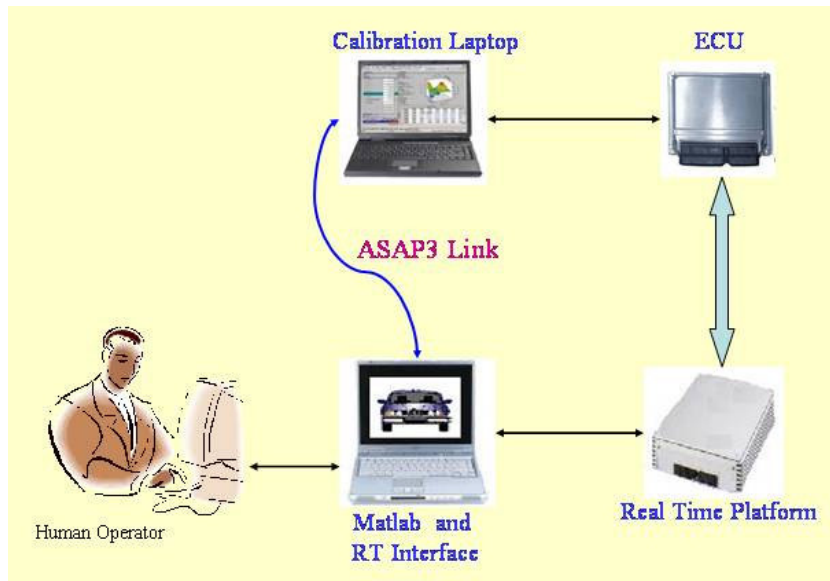 Calibration Laptop
ECU
ASAP3 Link
Human Operator
Matlab and
RT Interface
Real Time Platform